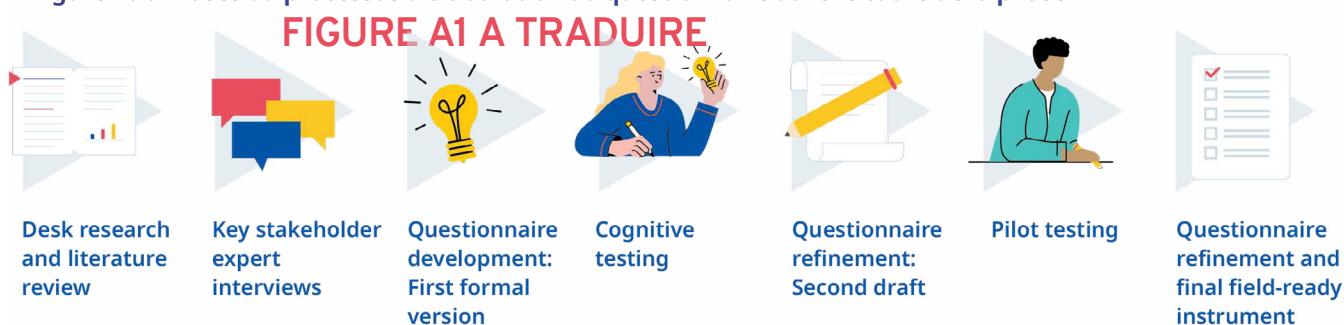 FIGURE A1 A TRADUIRE
Desk research
and literature
review
Key stakeholder
expert
interviews
Questionnaire
development:
First formal
version
Cognitive
testing
Questionnaire
refinement:
Second draft
Pilot testing
Questionnaire
refinement and
final field-ready
instrument